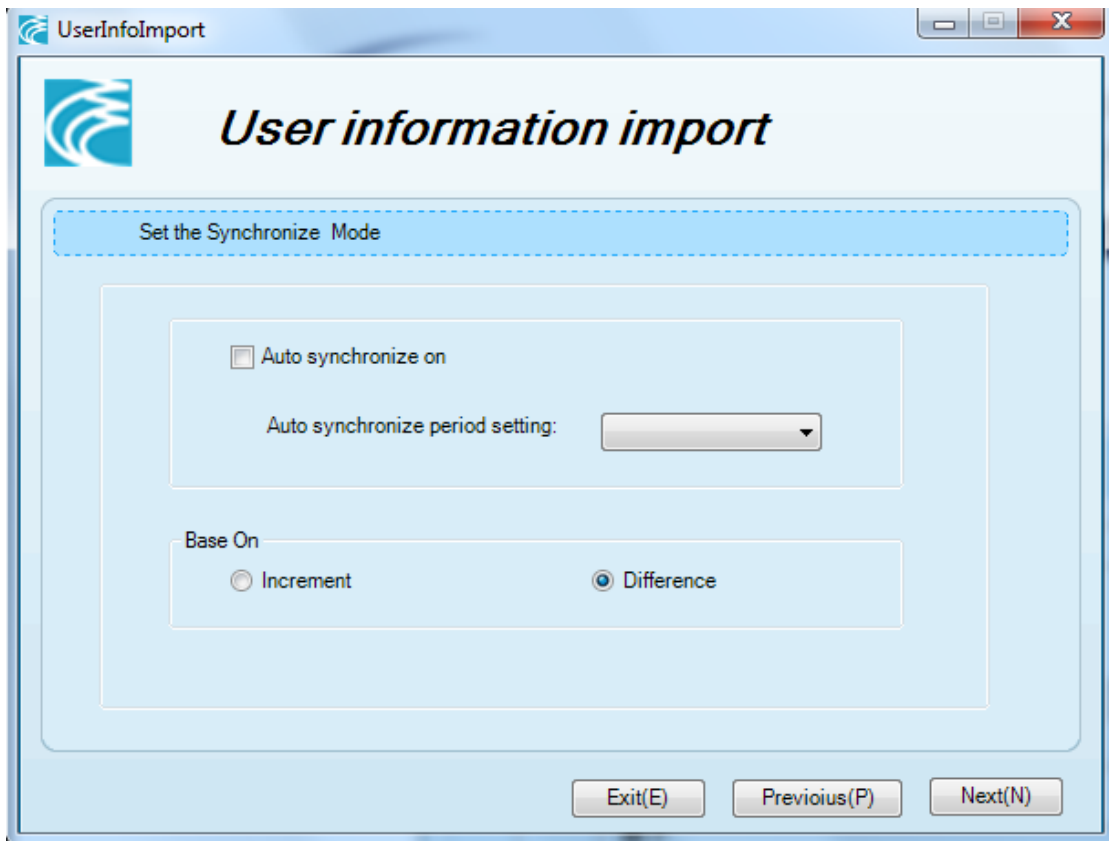 UserInfoImport
User information import
Set the Synchronize Mode
Auto synchronize on
Auto synchronize period setting:
Base On
Increment
Difference
Exit(E)
Previoius(P)
Next(N)